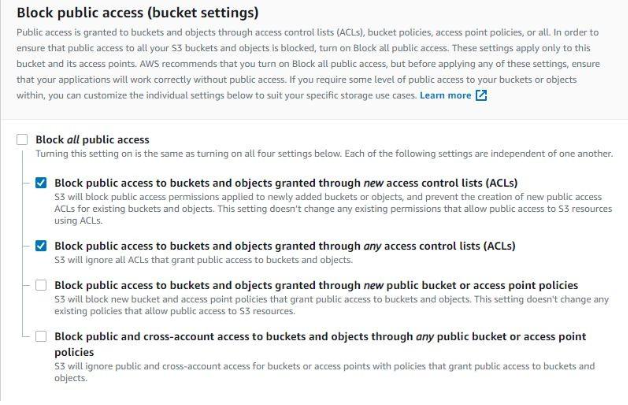 Block public access (bucket settings)
Public access is granted to buckets and objects through access control lists (ACLs), bucket policies, access point policies, or all. In order to
ensure that public access to all your S3 buckets and objects is blocked, turn on Block all public access. These settings apply only to this
bucket and its access points. AWS recommends that you turn on Block all public access, but before applying any of these settings, ensure
that your applications will work correctly without public access. If you require some level of public access to your buckets or objects
within, you can customize the individual settings below to suit your specific storage use cases. Learn more
Block all public access
Turning this setting on is the same as turning on all four settings below. Each of the following settings are independent of one another.
Block public access to buckets and objects granted through new access control lists (ACLs)
S3 will block public access permissions applied to newly added buckets or objects, and prevent the creation of new public access
ACLs for existing buckets and objects. This setting doesn't change any existing permissions that allow public access to S3 resources
using ACLs.
Block public access to buckets and objects granted through any access control lists (ACLs)
S3 will ignore all ACLs that grant public access to buckets and objects.
Block public access to buckets and objects granted through new public bucket or access point policies
S3 will block new bucket and access point policies that grant public access to buckets and objects. This setting doesn't change any
existing policies that allow public access to S3 resources.
Block public and cross-account access to buckets and objects through any public bucket or access point
policies
S3 will ignore public and cross-account access for buckets or access points with policies that grant public access to buckets and
objects.